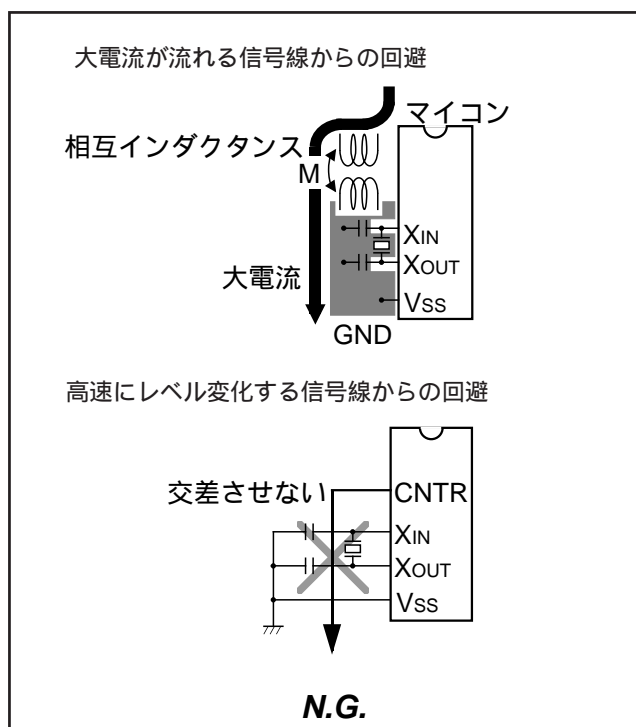 大電流が流れる信号線からの回避
マイコン
相互インダクタンス
M
XIN
XOUT
大電流
VSS
GND
高速にレベル変化する信号線からの回避
交差させない
CNTR
XIN
XOUT
VSS
N.G.